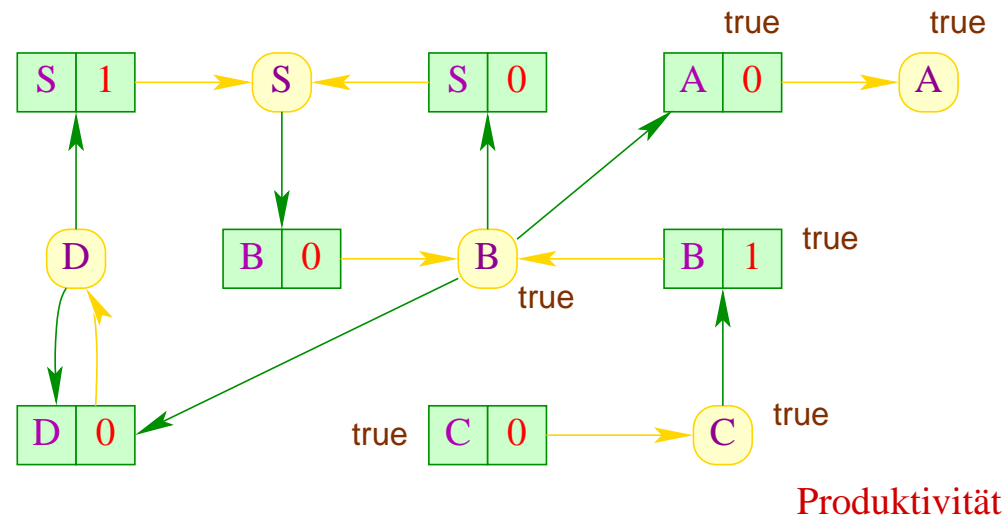 true true
S 1 S S 0 A 0 A
D B 0 B B 1 true
true
D 0 true C 0 C true
Produktivität